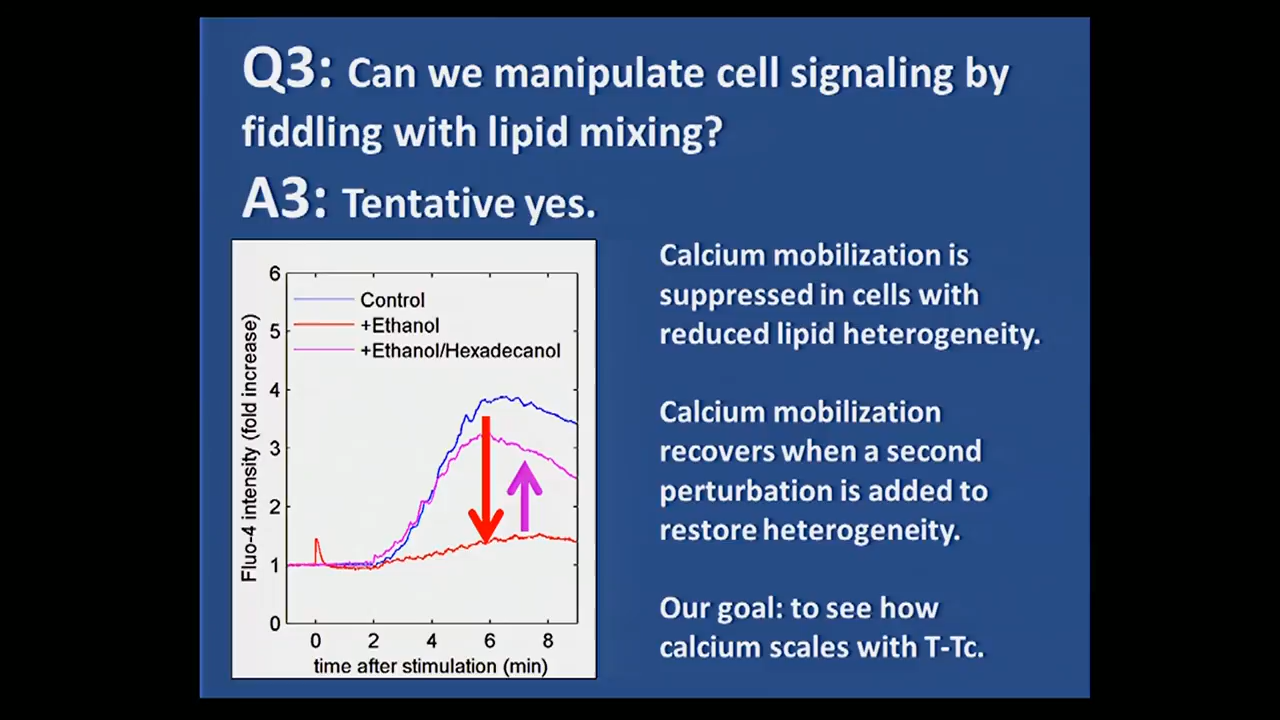 Q3: Can we manipulate cell signaling by
fiddling with lipid mixing?
A3: Tentative yes.
6
5
4
3
2
1
0
Fluo-4 intensity (fold increase)
Control
+Ethanol
+Ethanol/Hexadecanol
0 2 4 6 8
time after stimulation (min)
Calcium mobilization is
suppressed in cells with
reduced lipid heterogeneity.
Calcium mobilization
recovers when a second
perturbation is added to
restore heterogeneity.
Our goal: to see how
calcium scales with T-Tc.